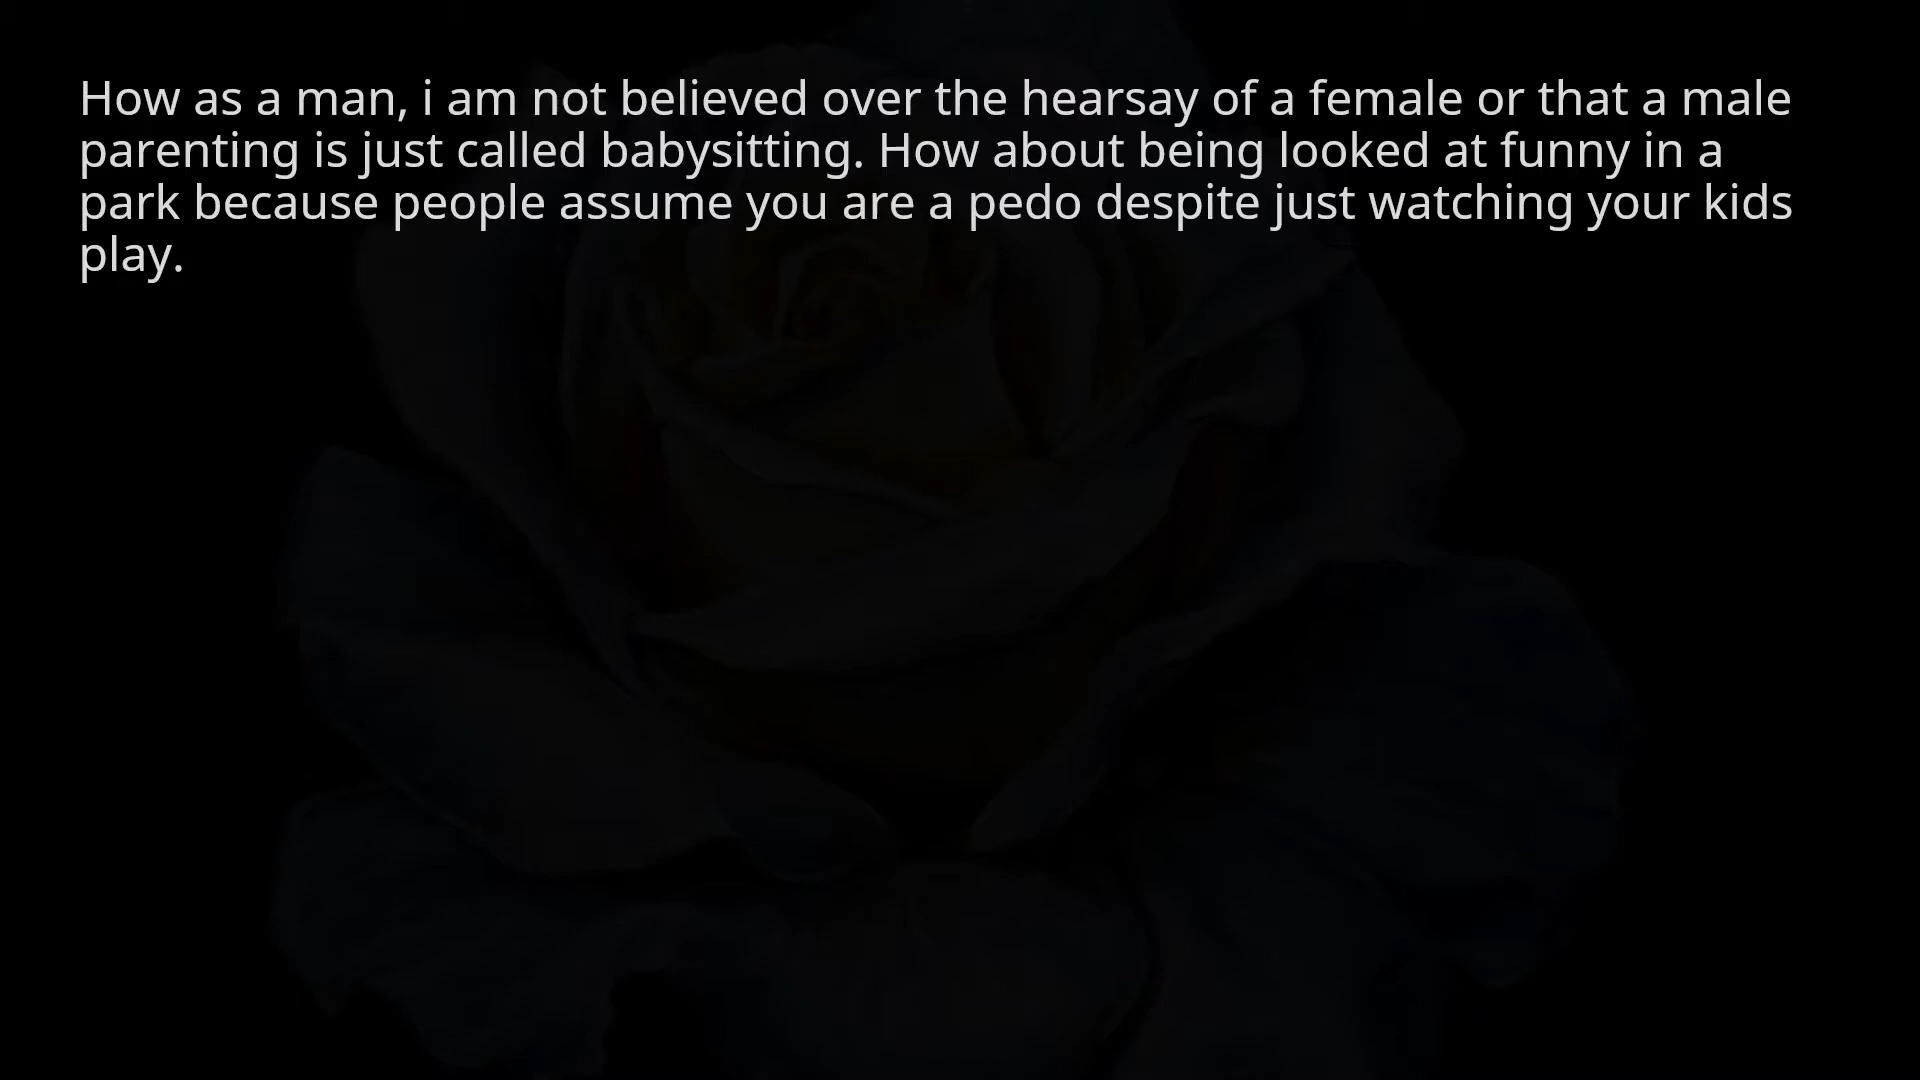 How as a man, i am not believed over the hearsay of a female or that a male
parenting is just called babysitting. How about being looked at funny in a
park because people assume you are a pedo despite just watching your kids
play.